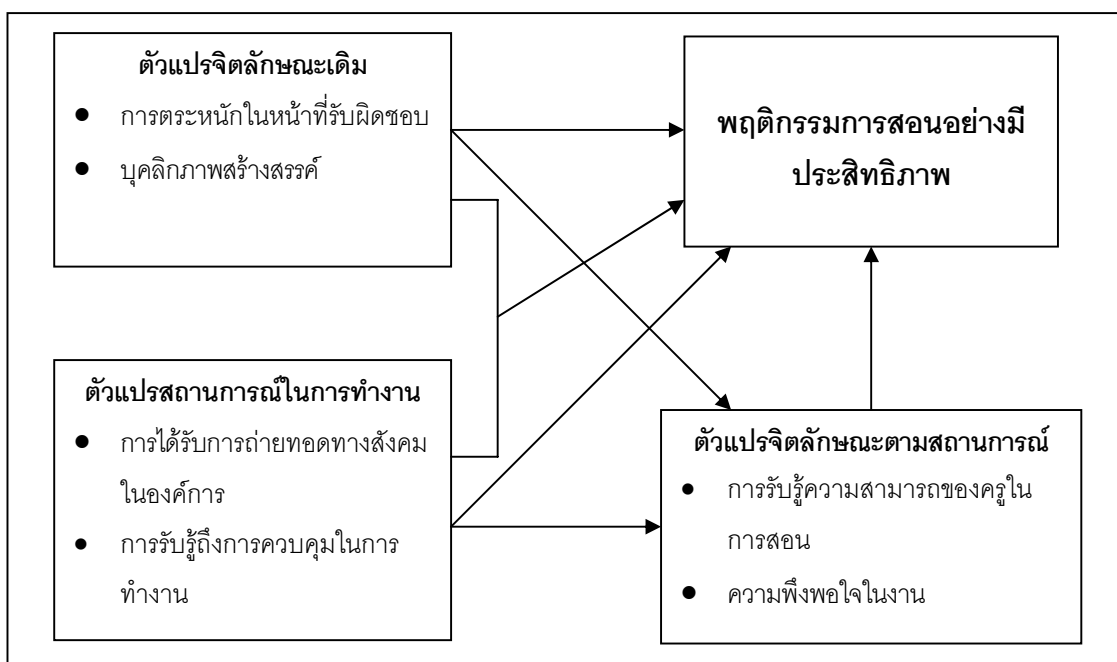 ตัวแปรจิตลักษณะเดิม
● การตระหนักในหน้าที่รับผิดชอบ
● บุคลิกภาพสร้างสรรค์
พฤติกรรมการสอนอย่างมี
ประสิทธิภาพ
ตัวแปรสถานการณ์ในการทำงาน
● การได้รับการถ่ายทอดทางสังคม
ในองค์การ
● การรับรู้ถึงการควบคุมในการ
ทำงาน
ตัวแปรจิตลักษณะตามสถานการณ์
● การรับรู้ความสามารถของครูใน
การสอน
● ความพึงพอใจในงาน